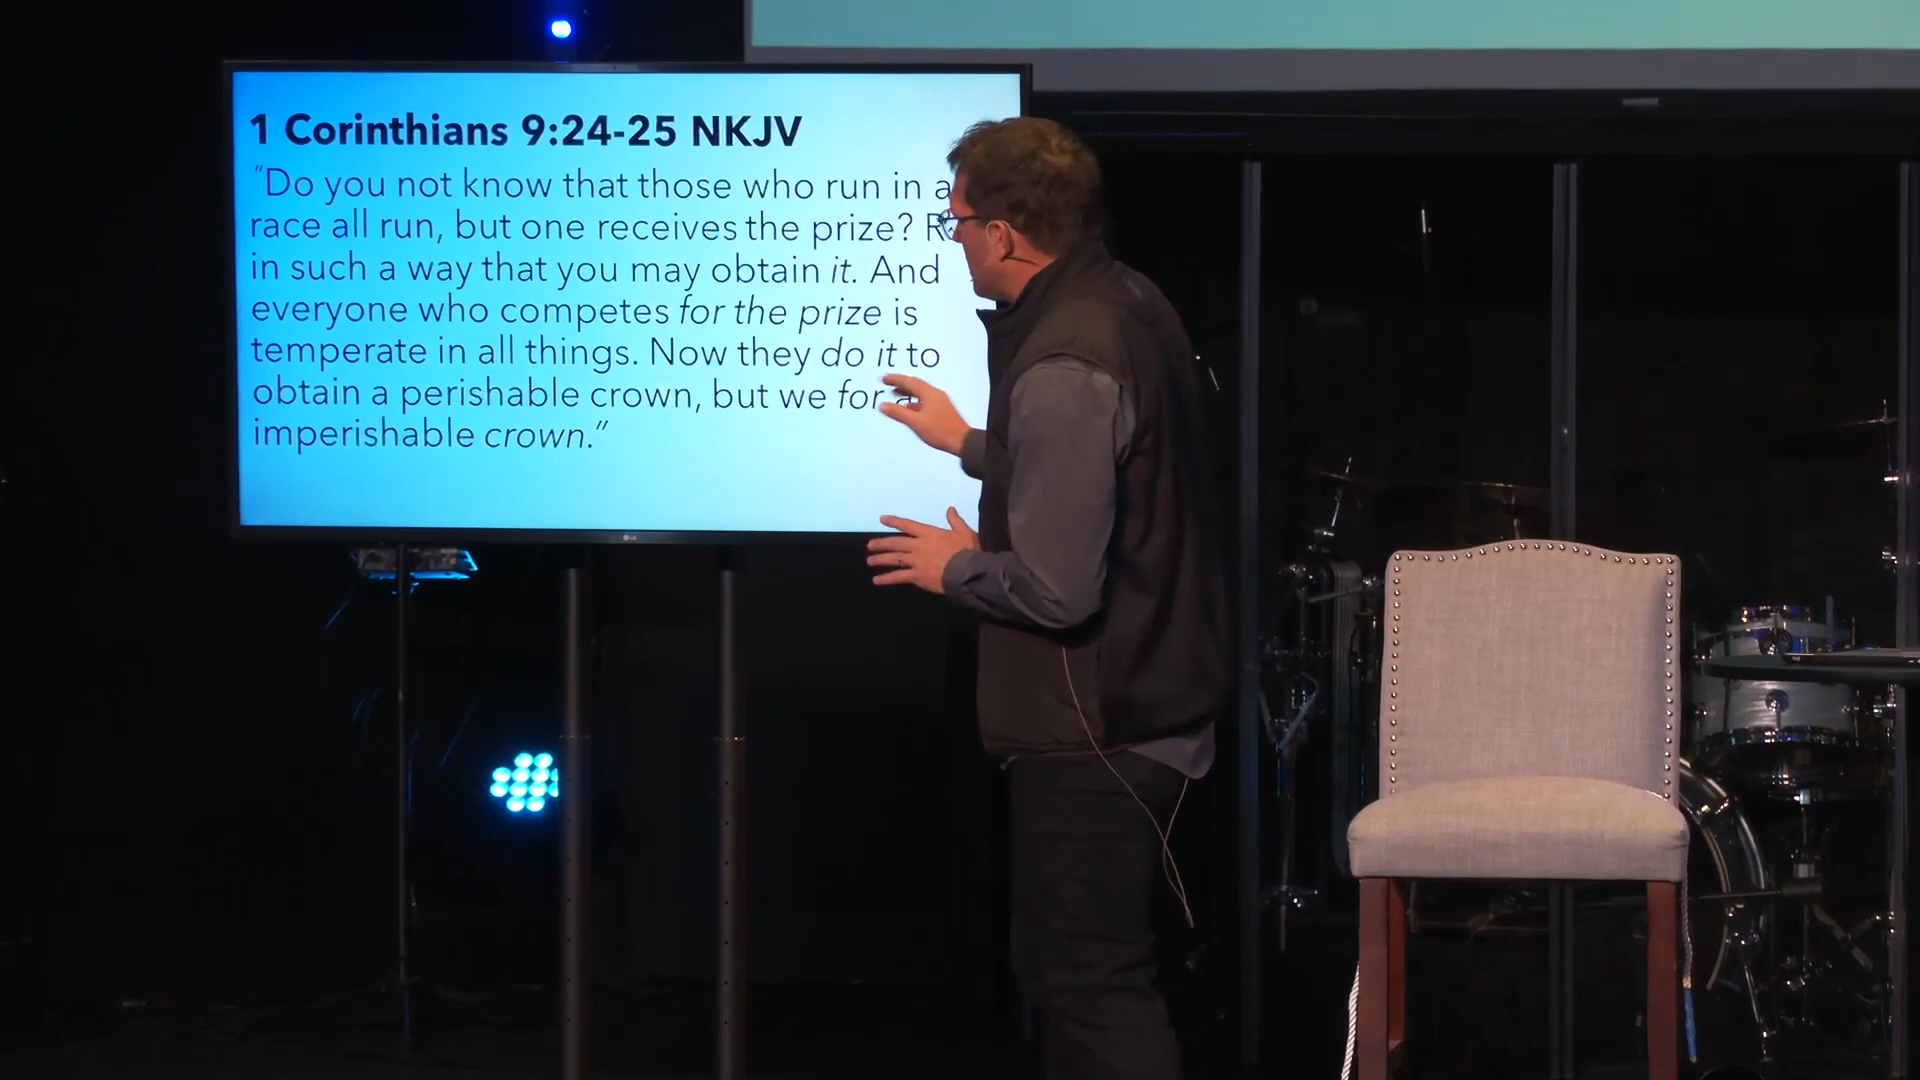 1 Corinthians 9:24-25 NKJV
"Do you not know that those who run in a
race all run, but one receives the prize?
in such a way that you may obtain it. And
everyone who competes for the prize is
temperate in all things. Now they do it to
obtain a perishable crown, but we for
imperishable crown."
LG